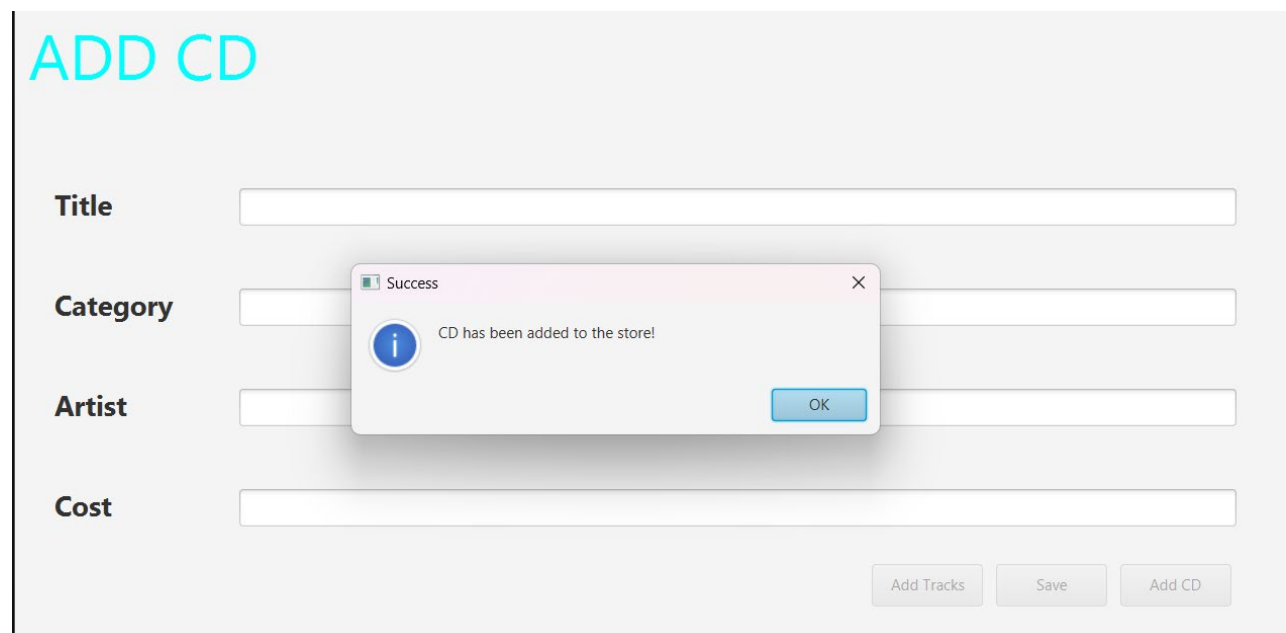 ADD CD
Title
Success
Category
CD has been added to the store!
Artist
OK
Cost
Add Tracks
Save
Add CD